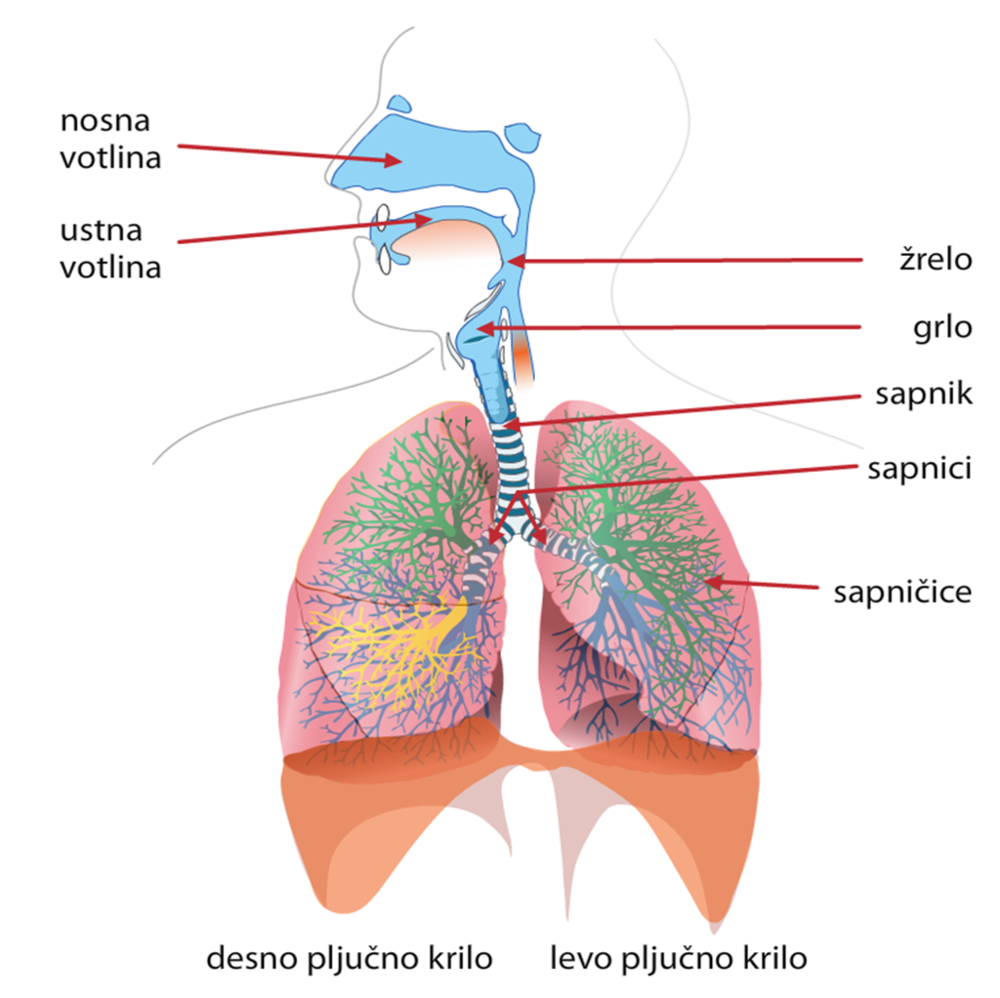 nosna
votlina
ustna
votlina
žrelo
grlo
sapnik
sapnici
sapničice
desno pljučno krilo
levo pljučno krilo